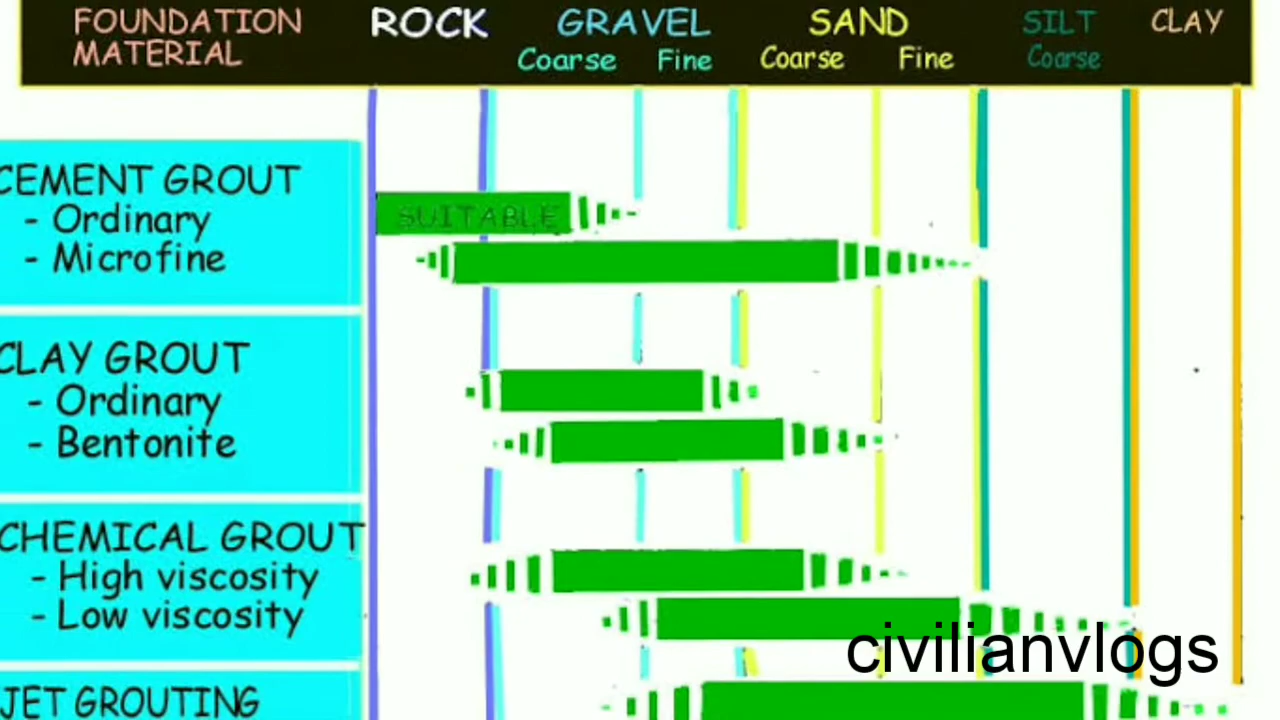 FOUNDATION MATERIAL
ROCK
GRAVEL
Coarse Fine
SAND
Coarse Fine
SILT
Coarse
CLAY
CEMENT GROUT
- Ordinary
- Microfine
SUITABLE
CLAY GROUT
- Ordinary
- Bentonite
CHEMICAL GROUT
- High viscosity
- Low viscosity
JET GROUTING
civilianvlogs